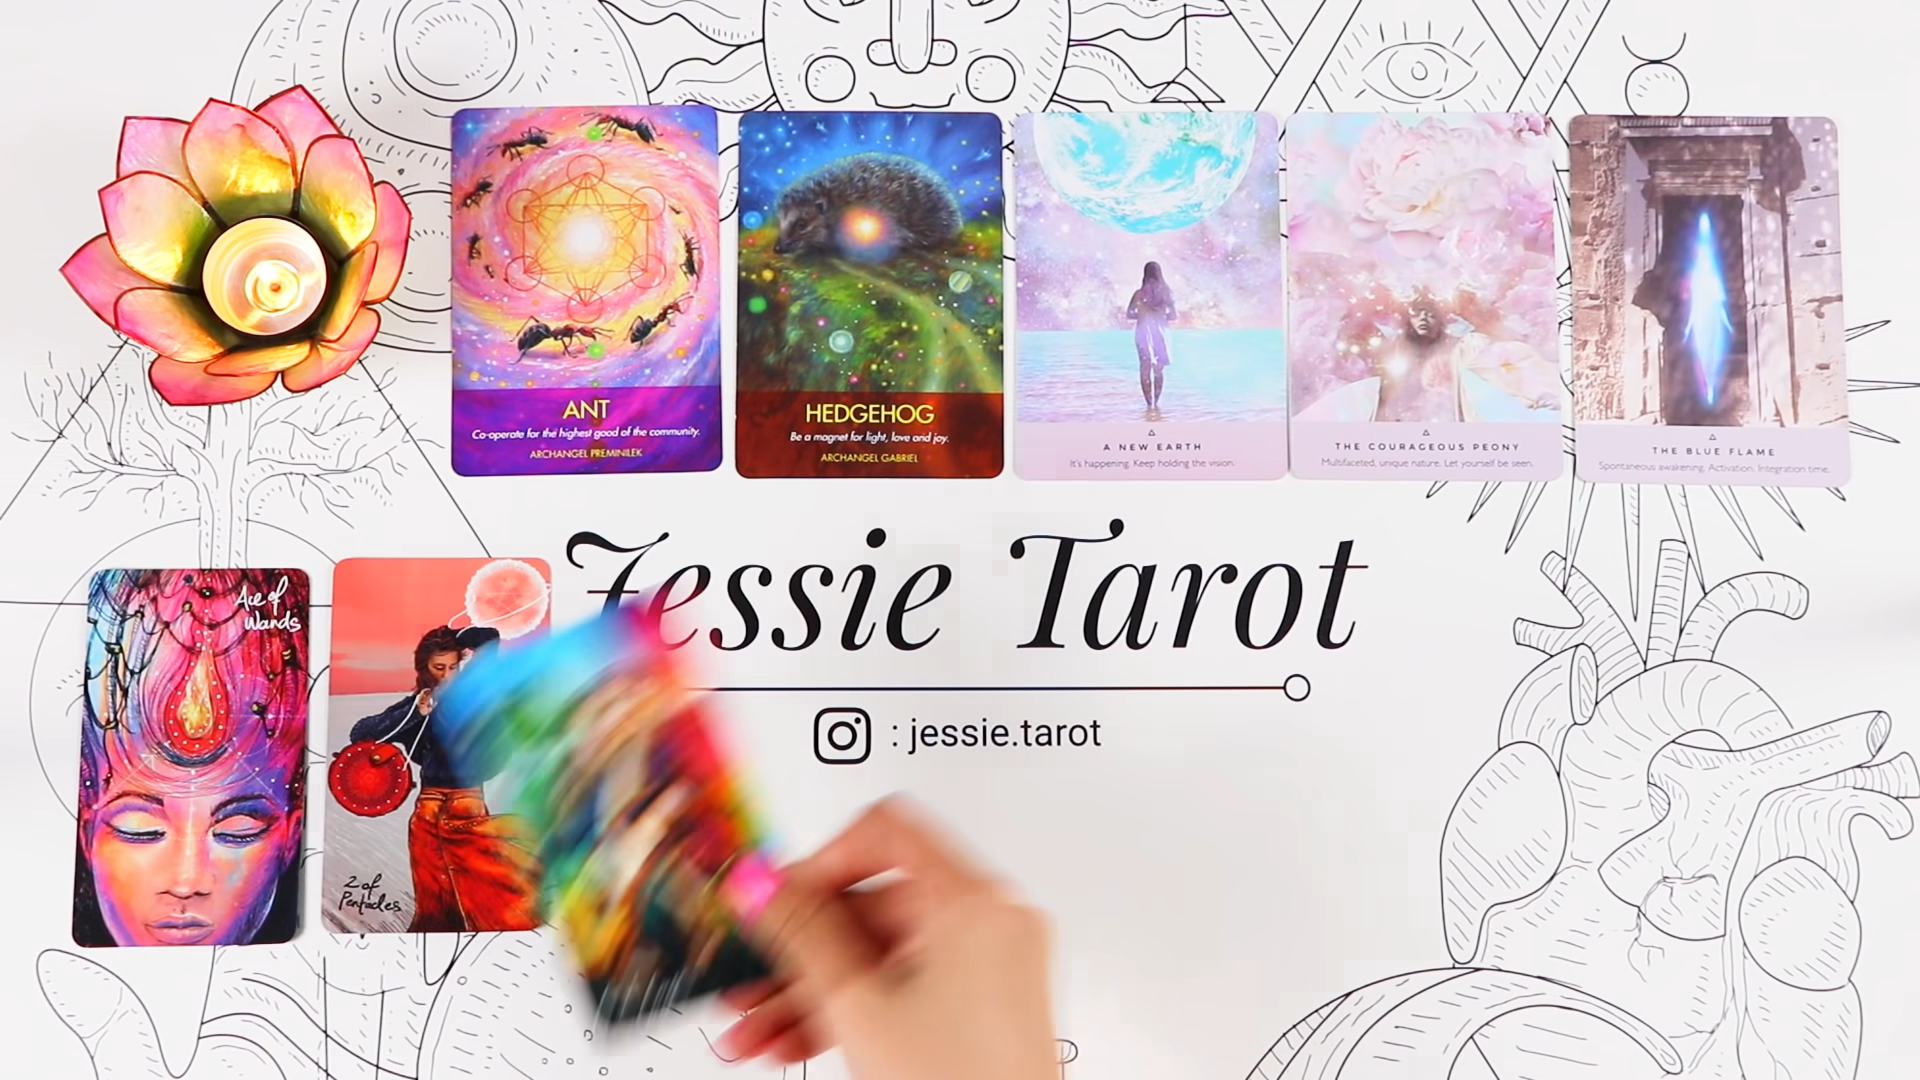 ANT
Co-operate for the highest good of the community.
ARCHANGEL PREMINILEK
HEDGEHOG
Be a magnet for light, love and joy.
ARCHANGEL GABRIEL
A NEW EARTH
It's happening. Keep holding the vision.
THE COURAGEOUS PEONY
Multifaceted, unique nature. Let yourself be seen.
THE BLUE FLAME
Spontaneous awakening. Activation. Integration time.
Jessie Tarot
: jessie.tarot
Ace of
Wands
2 of
Pentacles